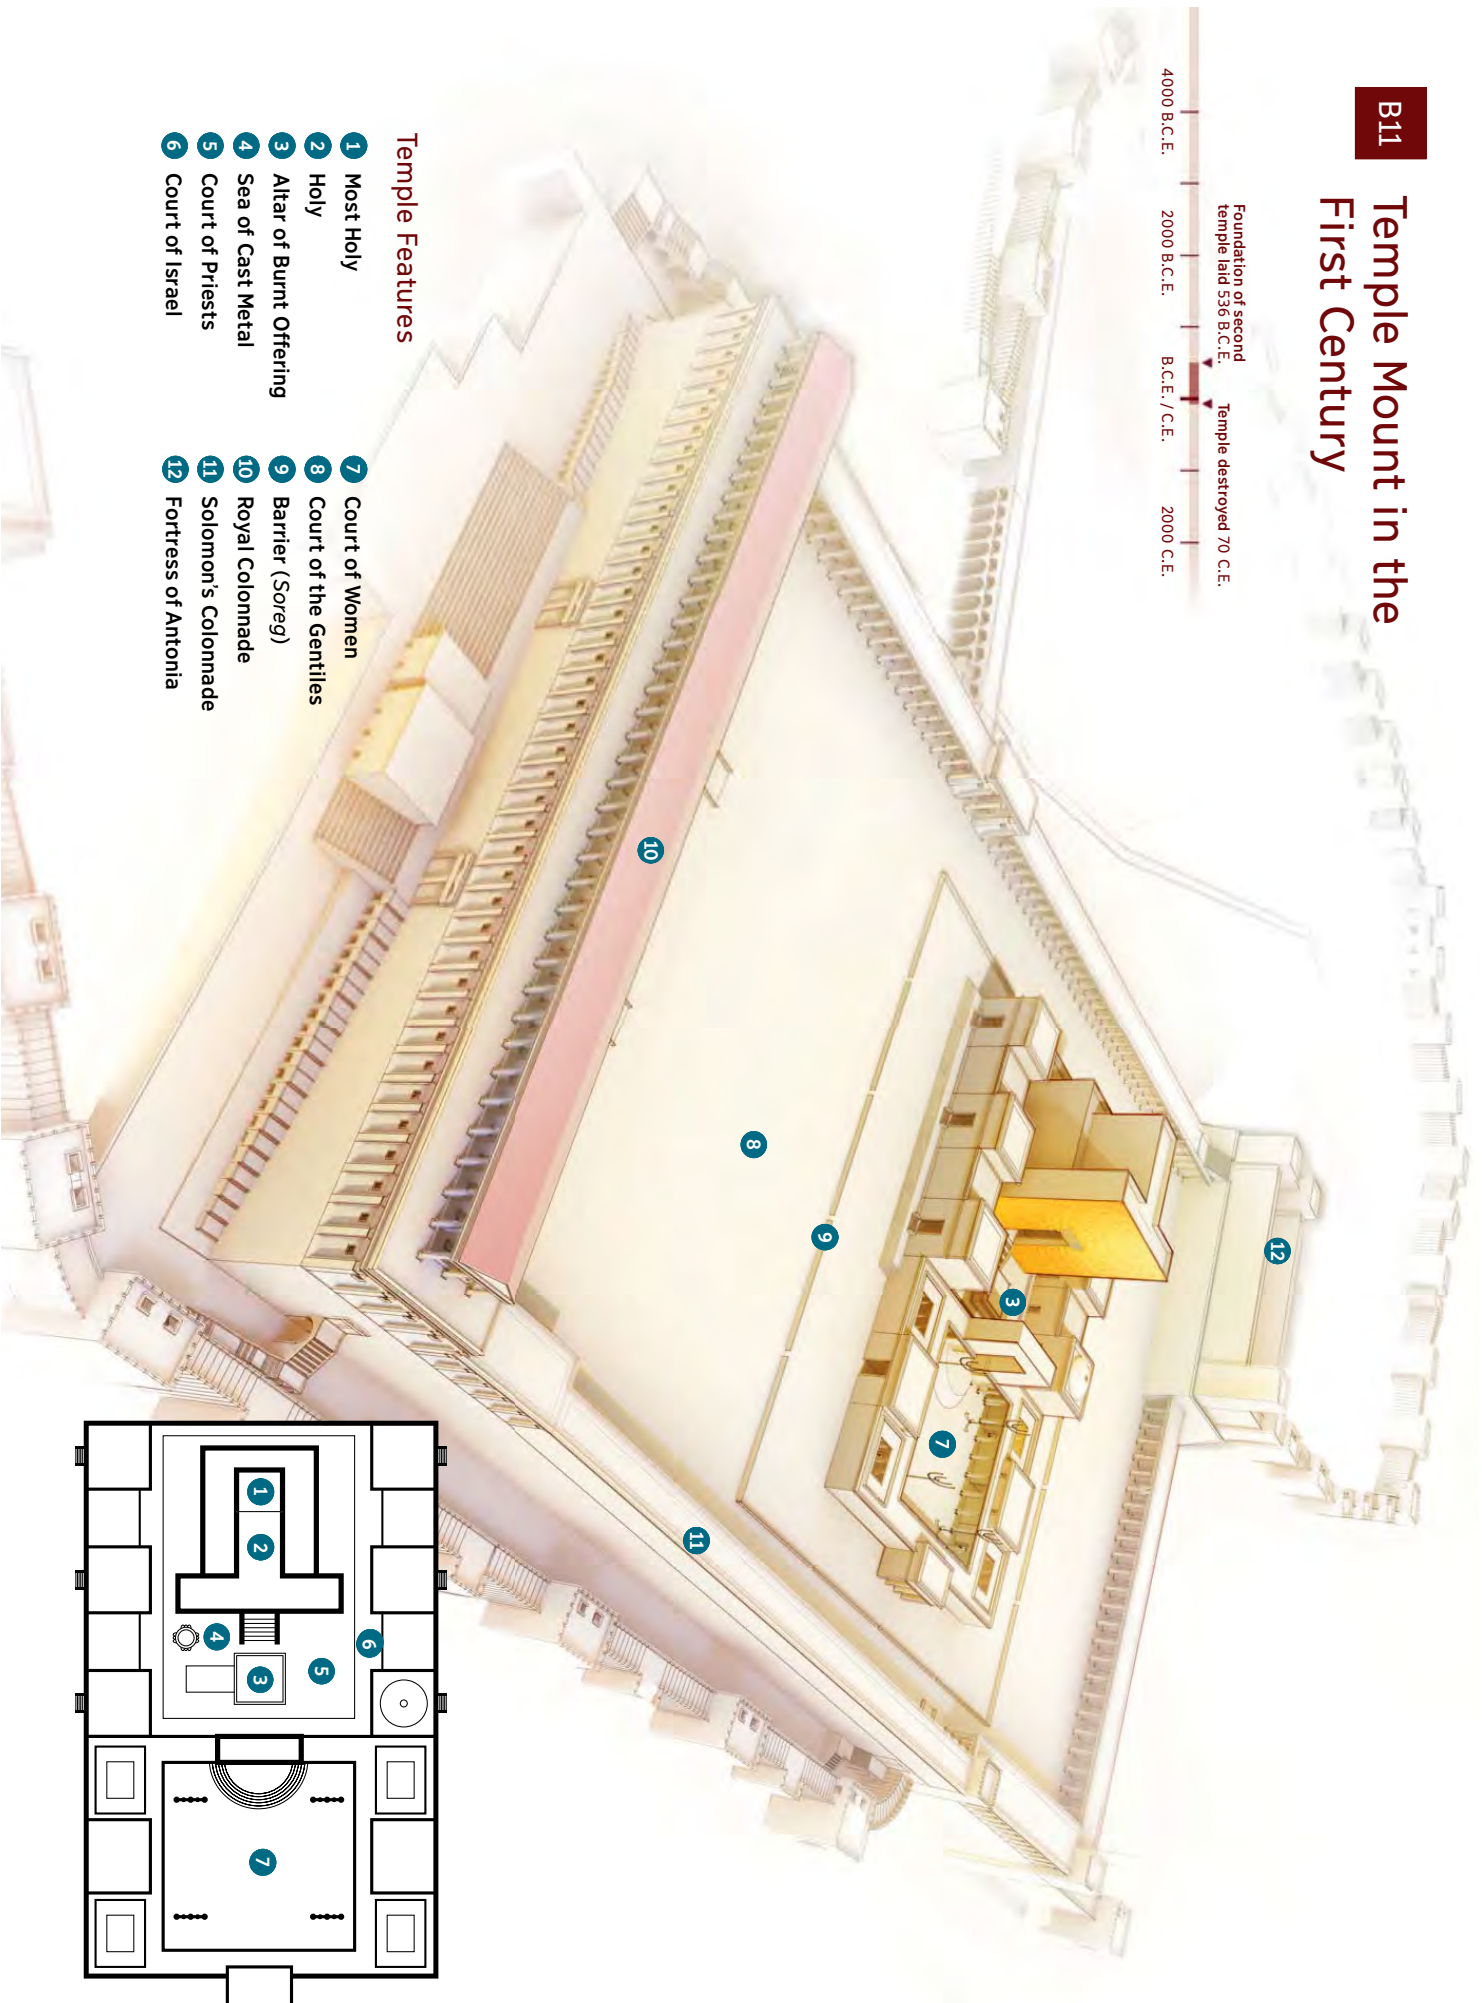 B11
Temple Mount in the
First Century
Foundation of second
temple laid 536 B.C.E.
Temple destroyed 70 C.E.
4000 B.C.E.
2000 B.C.E.
B.C.E. / C.E.
2000 C.E.
12
3
7
9
8
11
10
Temple Features
1 Most Holy
2 Holy
3 Altar of Burnt Offering
4 Sea of Cast Metal
5 Court of Priests
6 Court of Israel
7 Court of Women
8 Court of the Gentiles
9 Barrier (Soreg)
10 Royal Colonnade
11 Solomon's Colonnade
12 Fortress of Antonia
6
5
1
2
3
7
4